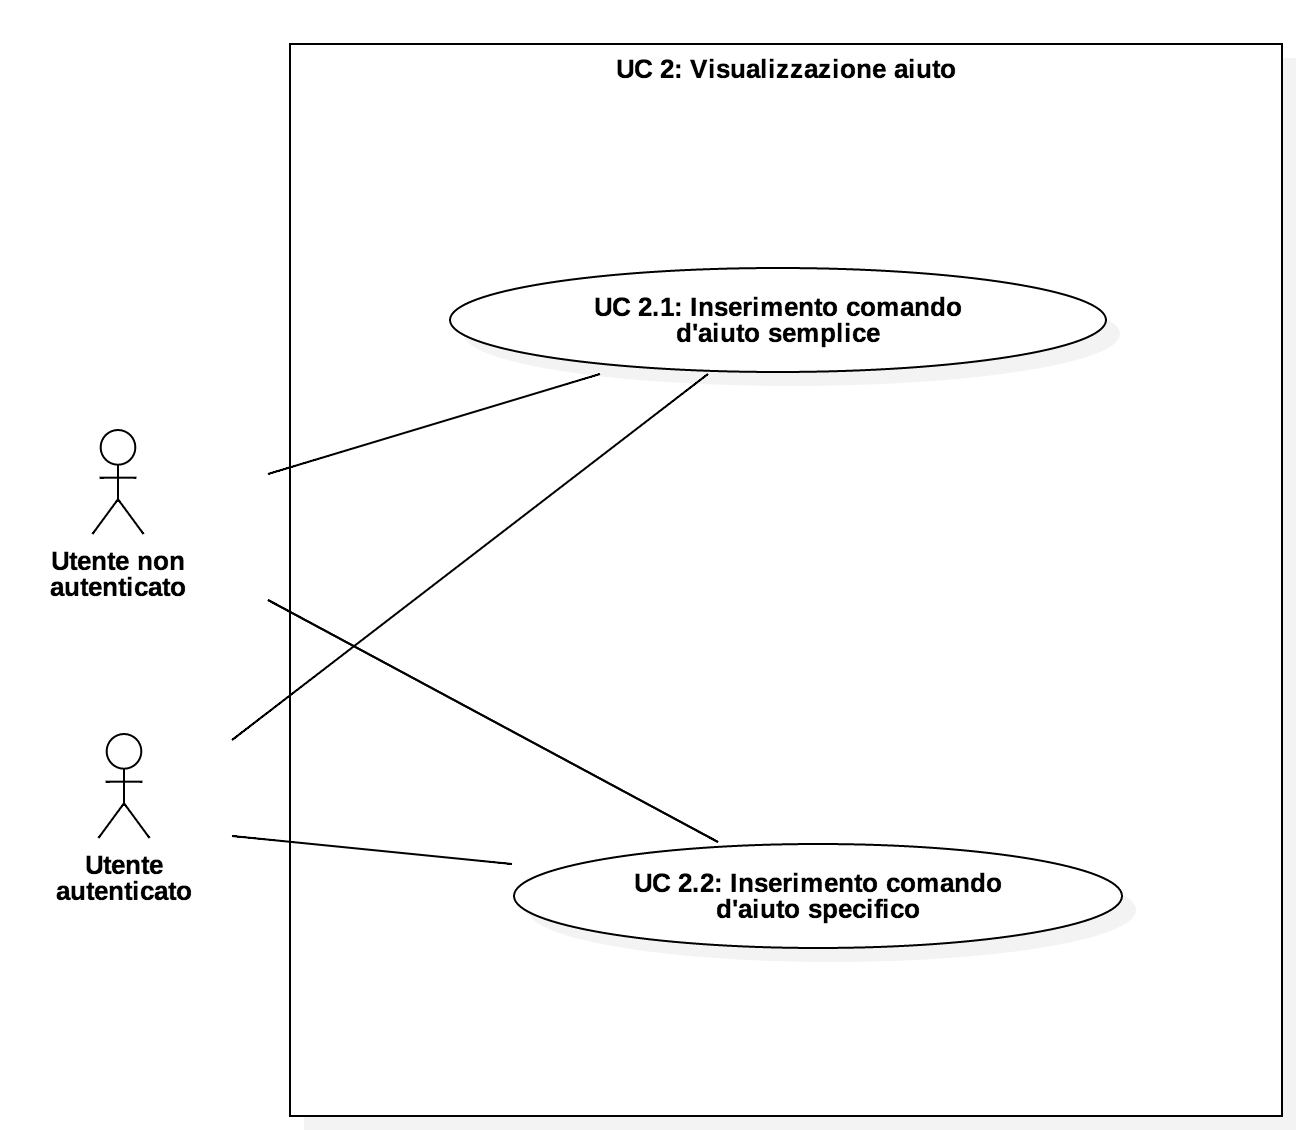 UC 2: Visualizzazione aiuto
UC 2.1: Inserimento comando
d'aiuto semplice
Utente non
autenticato
Utente
autenticato
UC 2.2: Inserimento comando
d'aiuto specifico